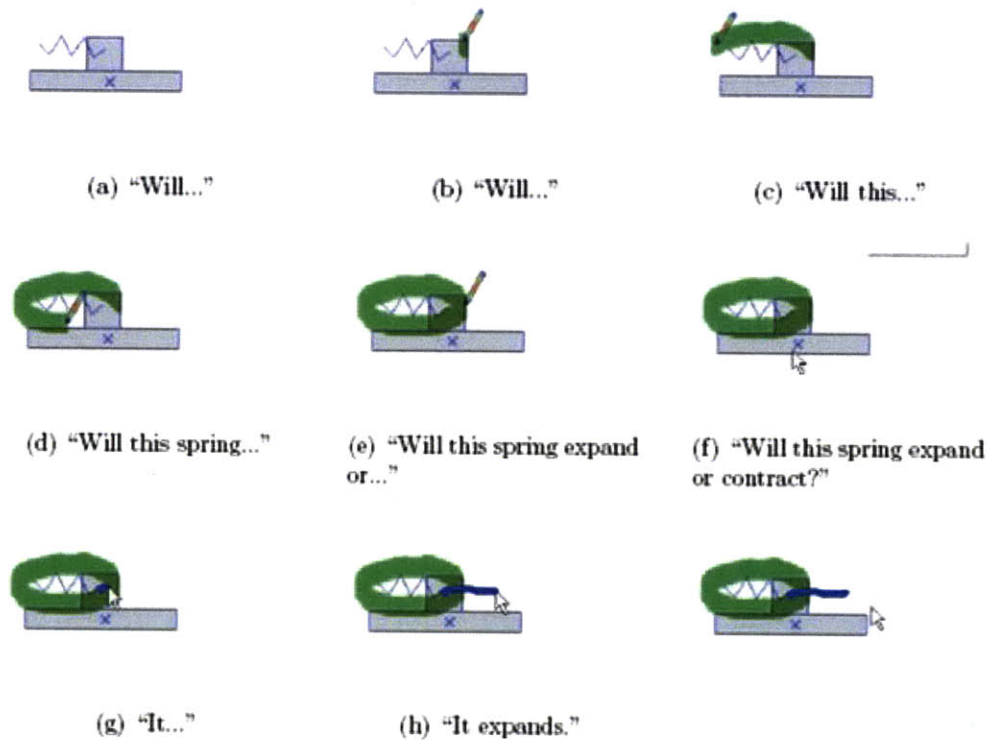 (a) “Will...”
(b) “Will...”
(c) “Will this...”
(d) “Will this spring...”
(e) “Will this spring expand
or...”
(f) “Will this spring expand
or contract?”
(g) “It...”
(h) “It expands.”